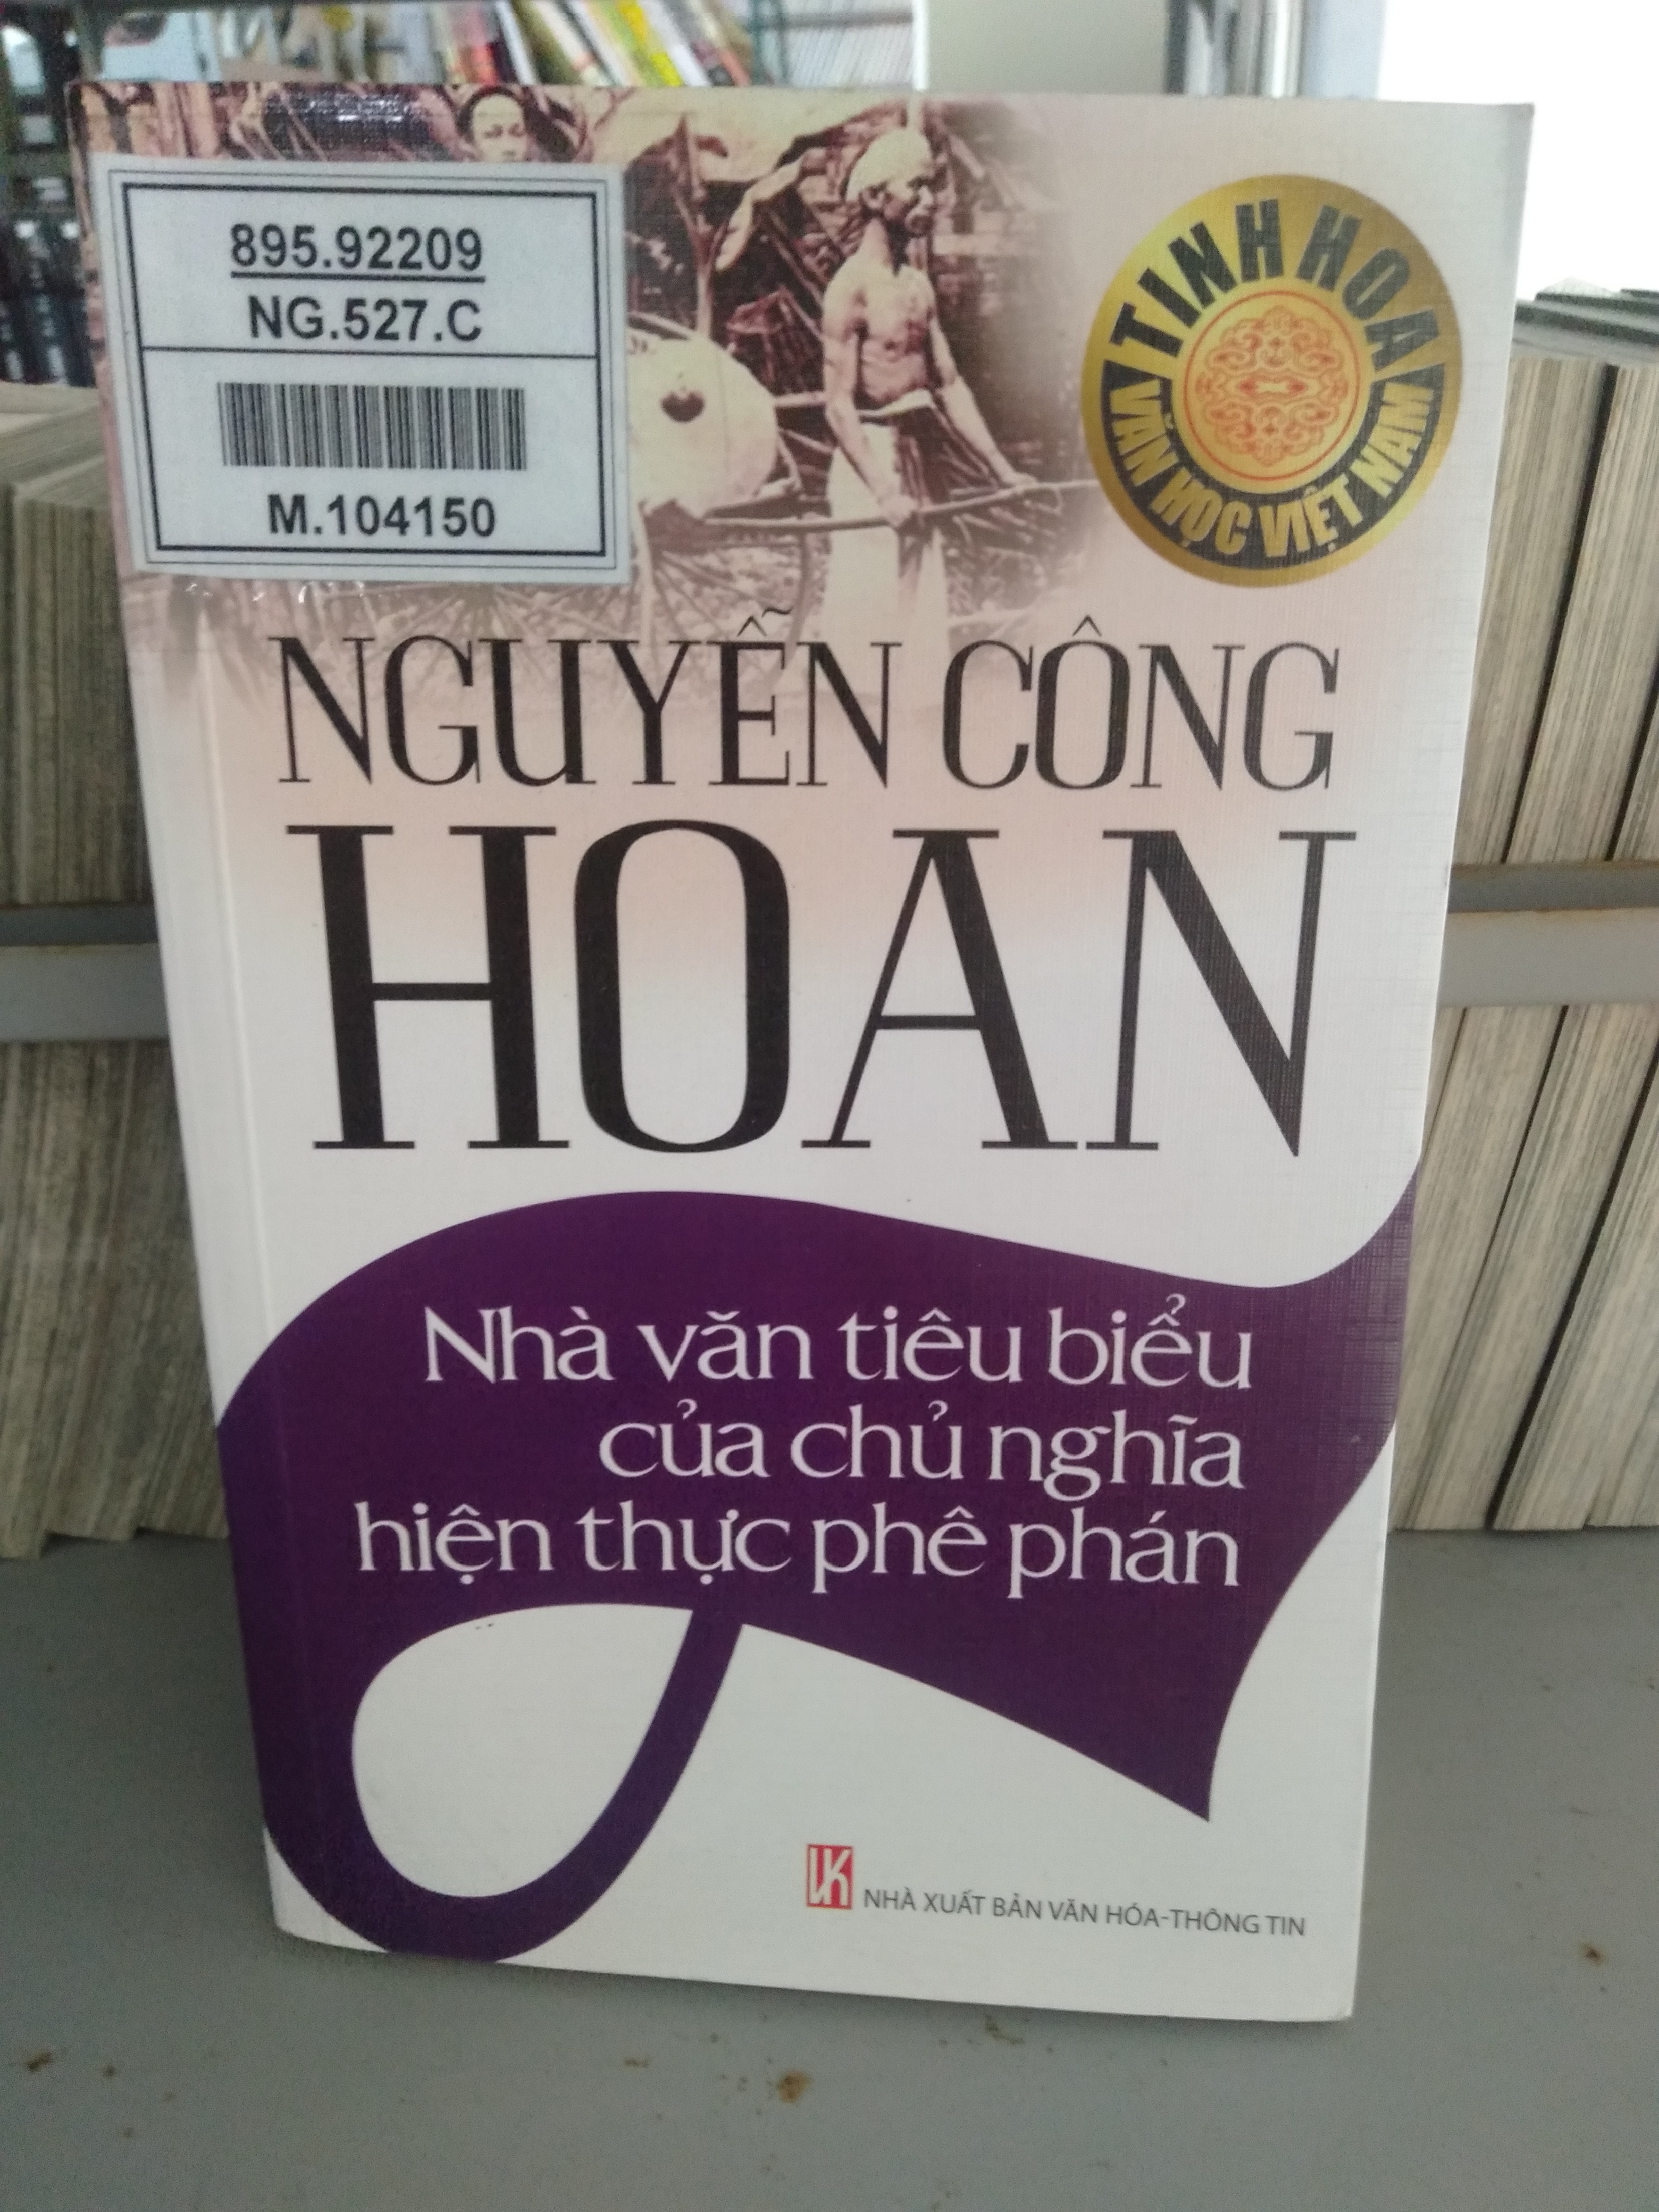 895.92209
NG.527.C
M.104150
TINH HOA
VĂN HỌC VIỆT NAM
NGUYỄN CÔNG
HOAN
Nhà văn tiêu biểu
của chủ nghĩa
hiện thực phê phán
NHÀ XUẤT BẢN VĂN HÓA-THÔNG TIN